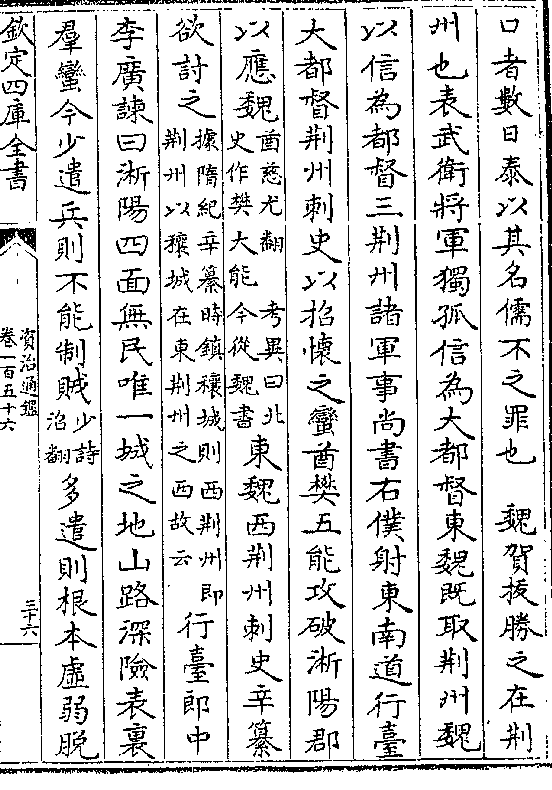 口者數日泰以其名儒不之罪也　魏賀拔勝之在荆
州也表武衛將軍獨孤信為大都督東魏既取荆州魏
以信為都督三荆州諸軍事尚書右僕射東南道行臺
大都督荆州刺史以招懷之蠻酋樊五能攻破淅陽郡
以應魏酋慈尤翻　考異曰北史作樊大能今從魏書東魏西荆州刺史辛纂
欲討之據隋紀辛纂時鎮穰城則西荆州即荆州以穰城在東荆州之西故云行臺郎中
李廣諫曰淅陽四面無民唯一城之地山路深險表裏
羣蠻今少遣兵則不能制賊少詩沼翻多遣則根本虛弱脫
欽定四庫全書
資治通鑑
卷一百五十六
三十六